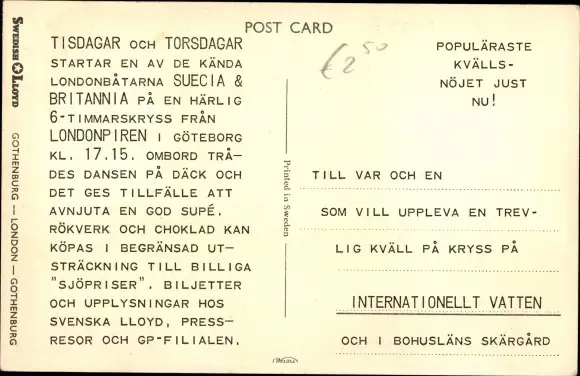 POST CARD
SWEDISH LLOYD
GOTHENBURG — LONDON — GOTHENBURG
TISDAGAR OCH TORSDAGAR
STARTAR EN AV DE KÄNDA
LONDONBÅTARNA SUECIA &
BRITANNIA PÅ EN HÄRLIG
6-TIMMARSKRYSS FRÅN
LONDONPIREN I GÖTEBORG
KL. 17.15. OMBORD TRÅ-
DES DANSEN PÅ DÄCK OCH
DET GES TILLFÄLLE ATT
AVNJUTA EN GOD SUPÉ.
RÖKVERK OCH CHOKLAD KAN
KÖPAS I BEGRÄNSAD UT-
STRÄCKNING TILL BILLIGA
"SJÖPRISER". BILJETTER
OCH UPPLYSNINGAR HOS
SVENSKA LLOYD, PRESS-
RESOR OCH GP-FILIALEN.
Printed in Sweden
€2 50
POPULÄRASTE
KVÄLLS-
NÖJET JUST
NU!
TILL VAR OCH EN
SOM VILL UPPLEVA EN TREV-
LIG KVÄLL PÅ KRYSS PÅ
INTERNATIONELLT VATTEN
OCH I BOHUSLÄNS SKÄRGÅRD